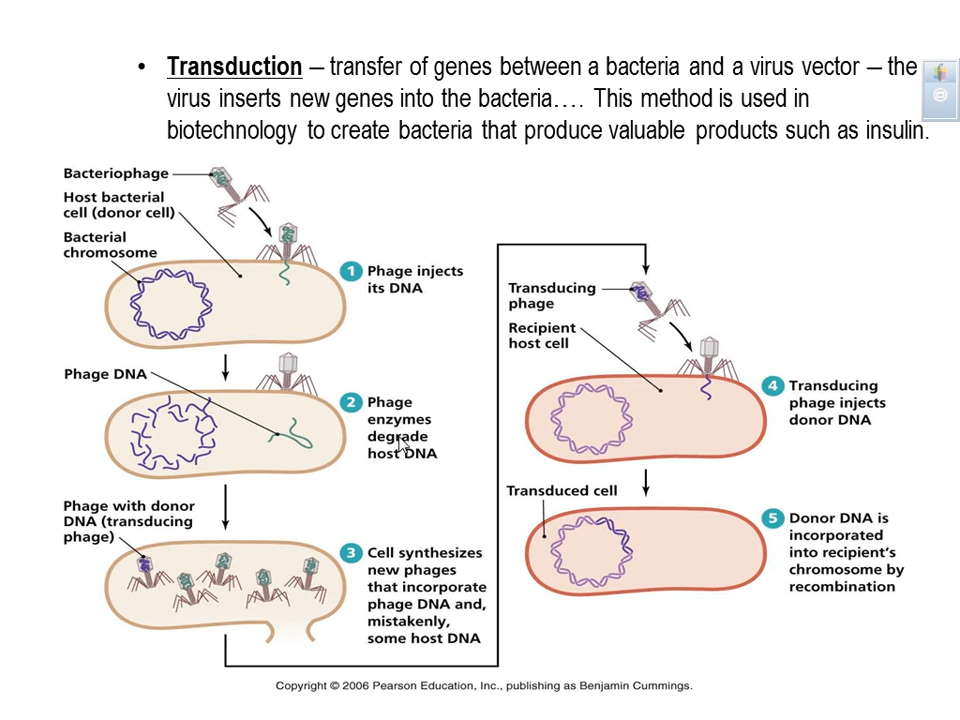 • Transduction – transfer of genes between a bacteria and a virus vector – the
virus inserts new genes into the bacteria…. This method is used in
biotechnology to create bacteria that produce valuable products such as insulin.
Bacteriophage
Host bacterial
cell (donor cell)
Bacterial
chromosome
1 Phage injects
its DNA
Phage DNA
2 Phage
enzymes
degrade
host DNA
Phage with donor
DNA (transducing
phage)
3 Cell synthesizes
new phages
that incorporate
phage DNA and,
mistakenly,
some host DNA
Transducing
phage
Recipient
host cell
4 Transducing
phage injects
donor DNA
Transduced cell
5 Donor DNA is
incorporated
into recipient's
chromosome by
recombination
Copyright © 2006 Pearson Education, Inc., publishing as Benjamin Cummings.